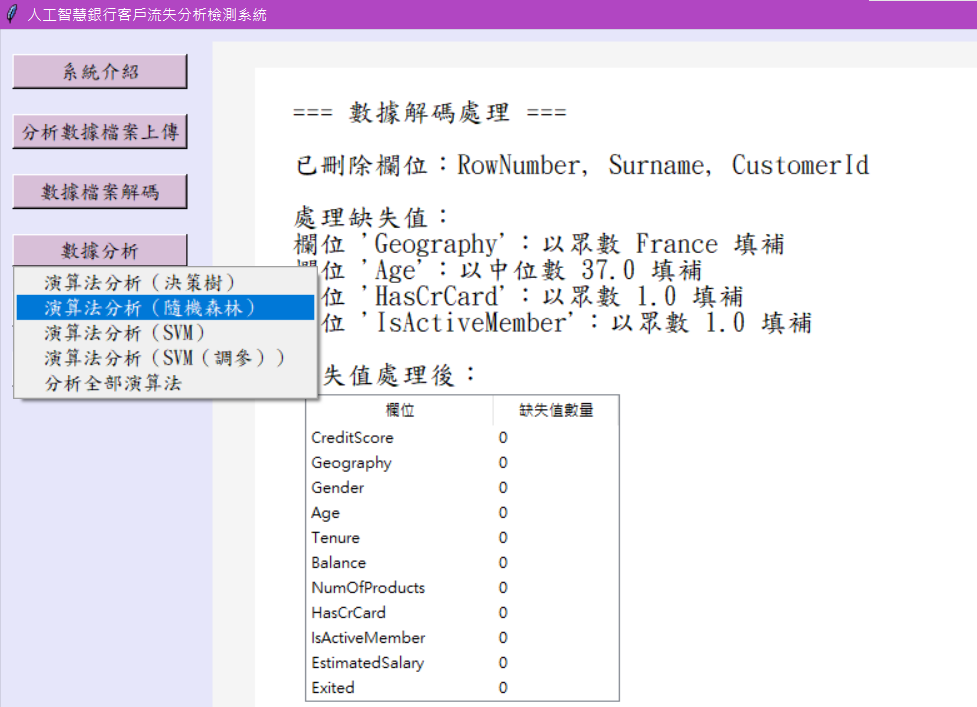 人工智慧銀行客戶流失分析檢測系統
系統介紹
分析數據檔案上傳
數據檔案解碼
數據分析
演算法分析（決策樹）
演算法分析（隨機森林）
演算法分析（SVM）
演算法分析（SVM（調參））
分析全部演算法
=== 數據解碼處理 ===
已刪除欄位：RowNumber, Surname, CustomerId
處理缺失值：
欄位 'Geography'：以眾數 France 填補
欄位 'Age'：以中位數 37.0 填補
位 'HasCrCard'：以眾數 1.0 填補
位 'IsActiveMember'：以眾數 1.0 填補
失值處理後：
欄位 缺失值數量
CreditScore 0
Geography 0
Gender 0
Age 0
Tenure 0
Balance 0
NumOfProducts 0
HasCrCard 0
IsActiveMember 0
EstimatedSalary 0
Exited 0